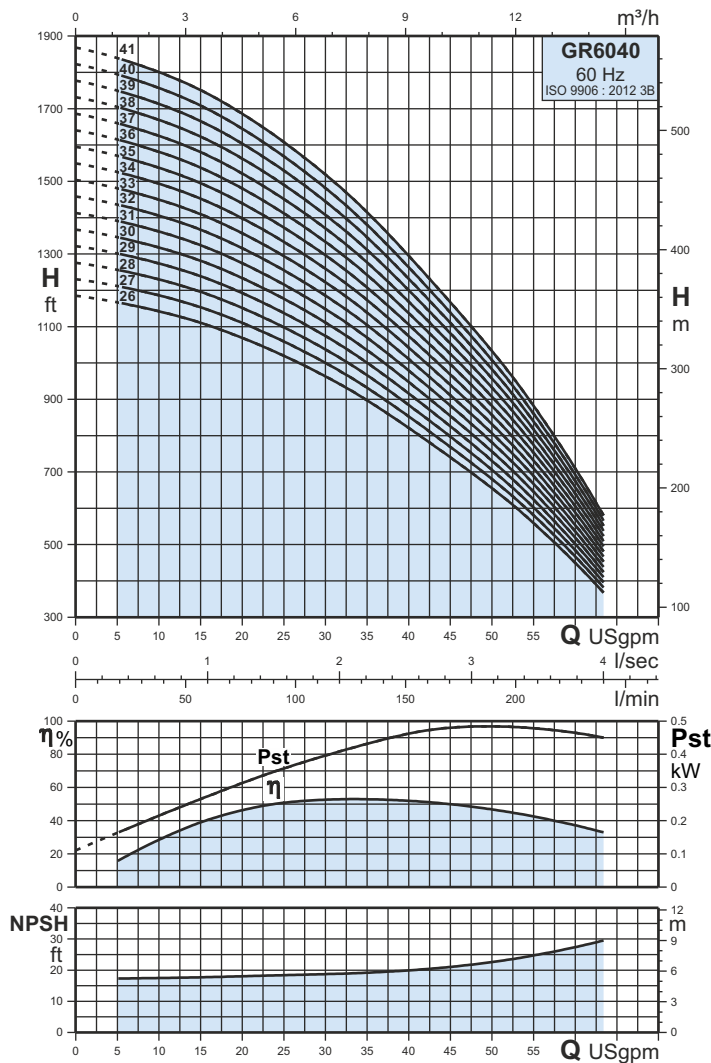 0 3 6 9 12 m³/h
1900
1700
1500
1300
H
ft
1100
900
700
500
300
GR6040
60 Hz
ISO 9906 : 2012 3B
41
40
39
38
37
36
35
34
33
32
31
30
29
28
27
26
500
400
H
m
300
200
100
0 5 10 15 20 25 30 35 40 45 50 55 Q USgpm
0 1 2 3 4 l/sec
0 50 100 150 200 l/min
100
η%
80
60
40
20
0
Pst
η
0.5
Pst
0.4
kW
0.3
0.2
0.1
0
40
NPSH
30
ft
20
10
0
12
m
9
6
3
0
0 5 10 15 20 25 30 35 40 45 50 55 Q USgpm